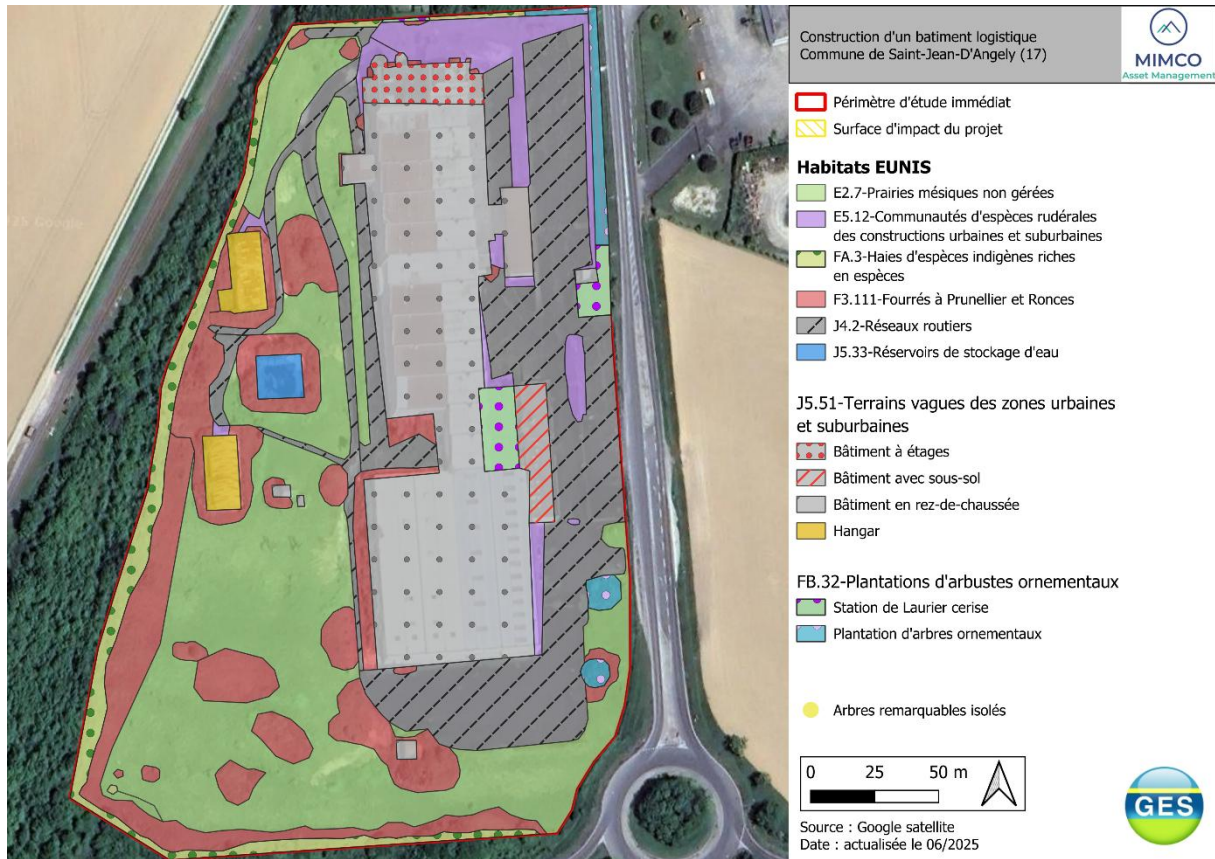 Construction d'un batiment logistique
Commune de Saint-Jean-D'Angely (17)
MIMCO
Asset Management
Périmètre d'étude immédiat
Surface d'impact du projet
Habitats EUNIS
E2.7-Prairies mésiques non gérées
E5.12-Communautés d'espèces rudérales
des constructions urbaines et suburbaines
FA.3-Haies d'espèces indigènes riches
en espèces
F3.111-Fourrés à Prunellier et Ronces
J4.2-Réseaux routiers
J5.33-Réservoirs de stockage d'eau
J5.51-Terrains vagues des zones urbaines
et suburbaines
Bâtiment à étages
Bâtiment avec sous-sol
Bâtiment en rez-de-chaussée
Hangar
FB.32-Plantations d'arbustes ornementaux
Station de Laurier cerise
Plantation d'arbres ornementaux
Arbres remarquables isolés
0 25 50 m
Source : Google satellite
Date : actualisée le 06/2025
GES
Google